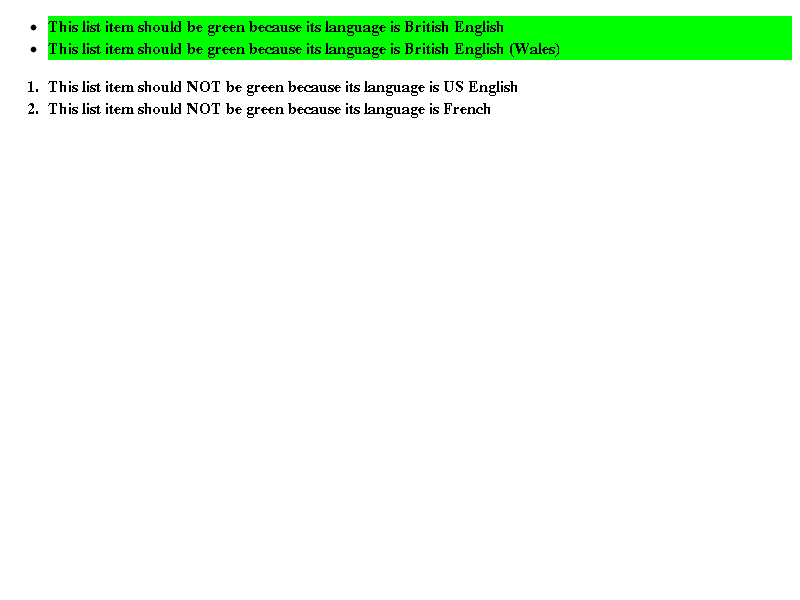 • This list item should be green because its language is British English
• This list item should be green because its language is British English (Wales)
1. This list item should NOT be green because its language is US English
2. This list item should NOT be green because its language is French